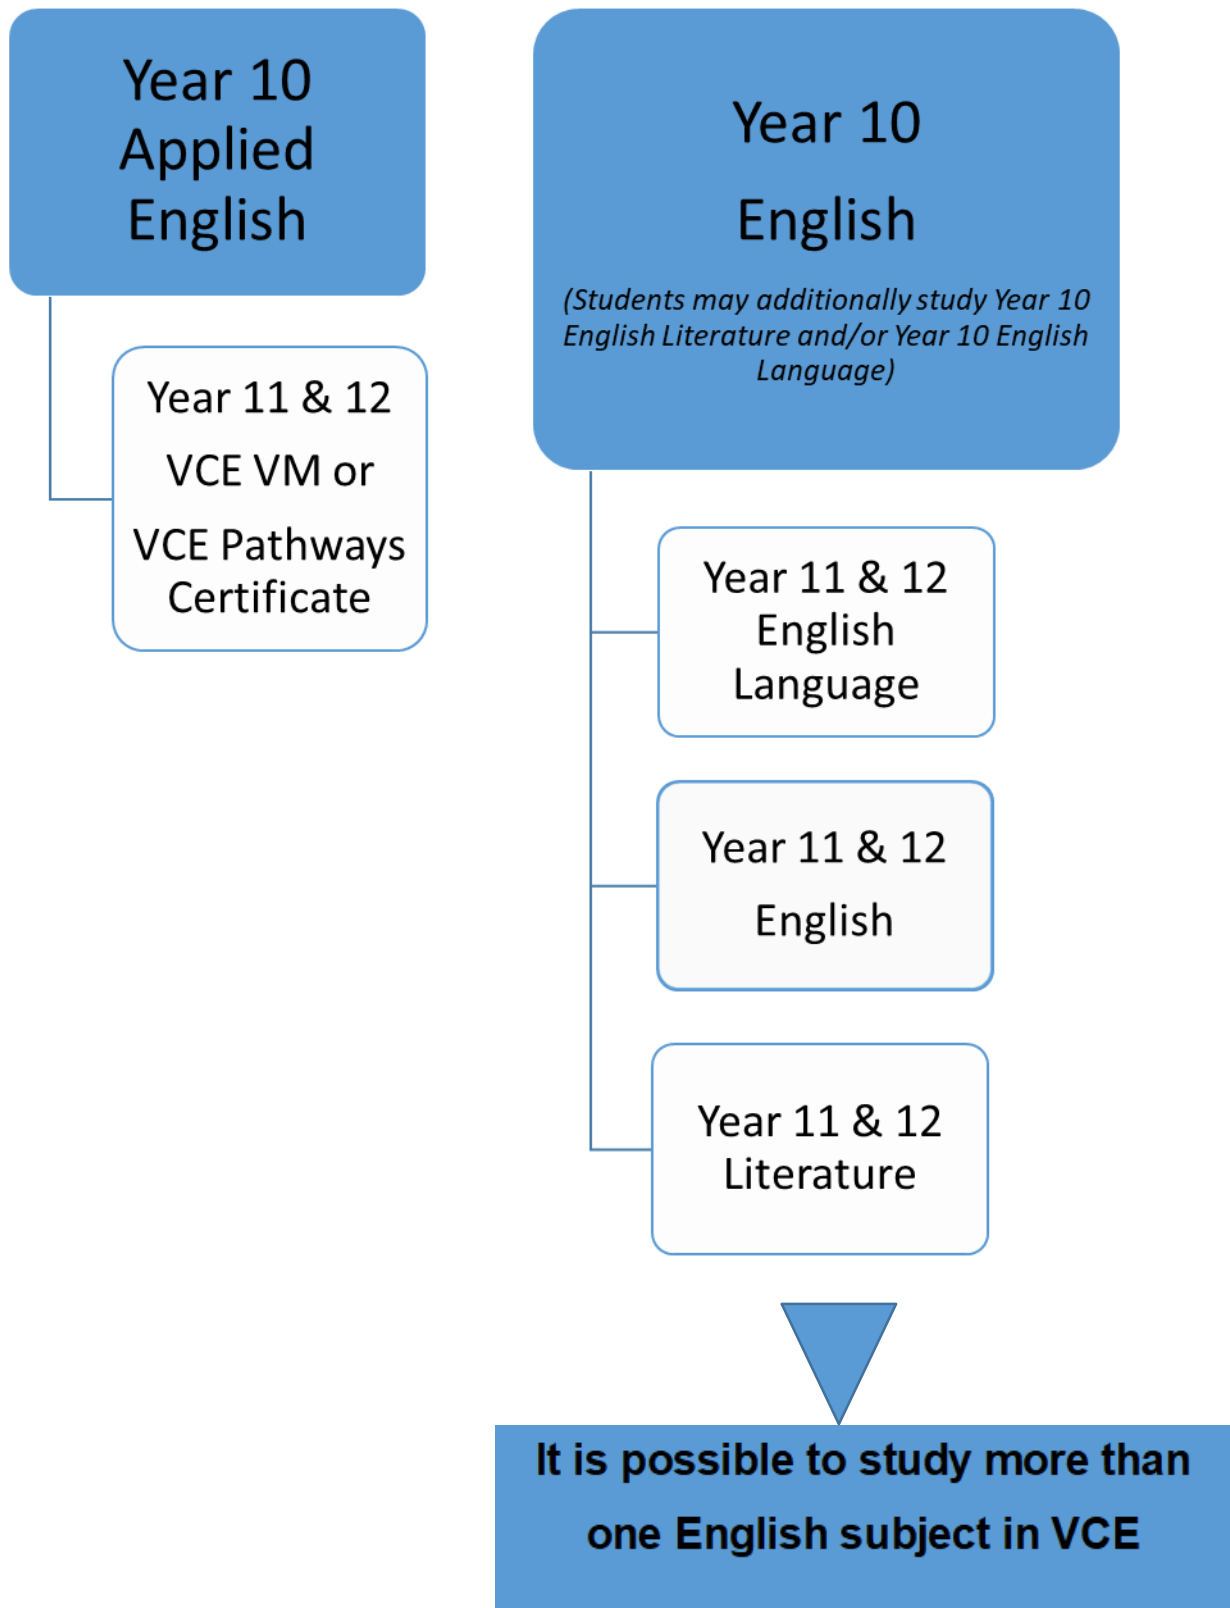 Year 10
Applied
English
Year 11 & 12
VCE VM or
VCE Pathways
Certificate
Year 10
English
(Students may additionally study Year 10
English Literature and/or Year 10 English
Language)
Year 11 & 12
English
Language
Year 11 & 12
English
Year 11 & 12
Literature
It is possible to study more than
one English subject in VCE